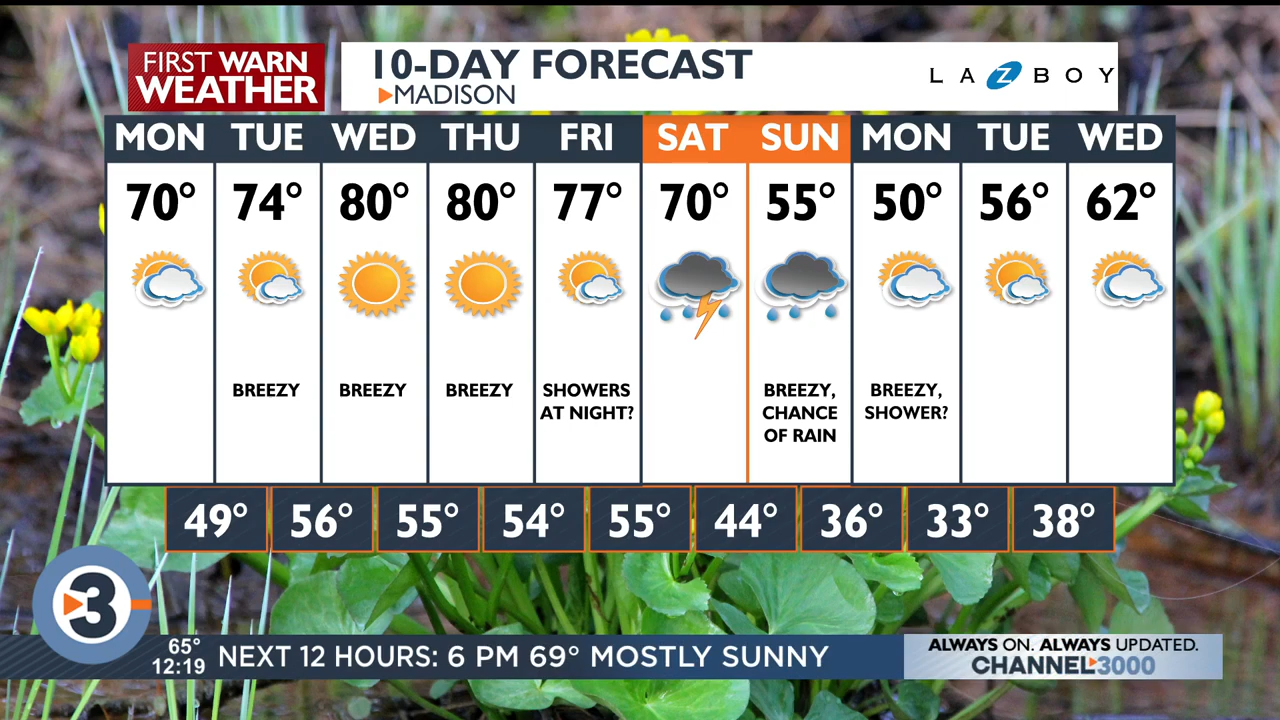 FIRST WARN
WEATHER
10-DAY FORECAST
MADISON
LA Z BOY
MON TUE WED THU FRI SAT SUN MON TUE WED
70° 74° 80° 80° 77° 70° 55° 50° 56° 62°
BREEZY BREEZY BREEZY SHOWERS AT NIGHT? BREEZY, CHANCE OF RAIN BREEZY, SHOWER?
49° 56° 55° 54° 55° 44° 36° 33° 38°
3
65°
12:19
NEXT 12 HOURS: 6 PM 69° MOSTLY SUNNY
ALWAYS ON. ALWAYS UPDATED.
CHANNEL3000